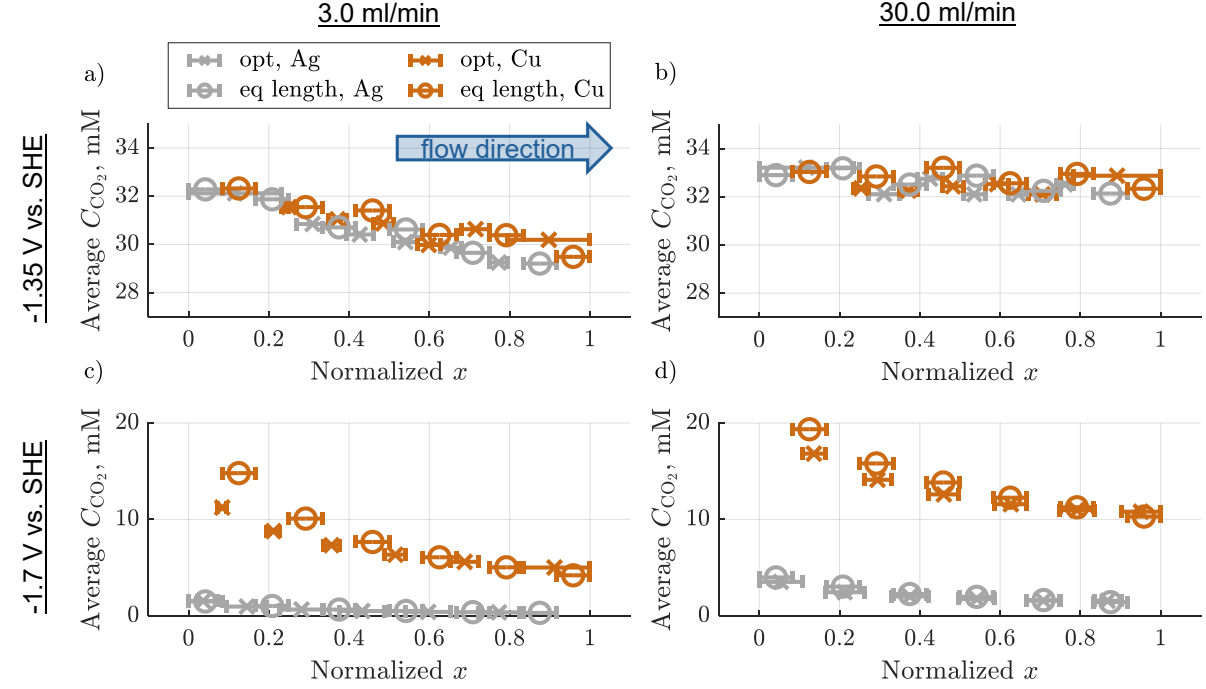 3.0 ml/min
30.0 ml/min
-1.35 V vs. SHE
-1.7 V vs. SHE
opt, Ag
opt, Cu
eq length, Ag
eq length, Cu
a)
flow direction
Average C_CO₂, mM
34
32
30
28
0
0.2
0.4
0.6
0.8
1
Normalized x
b)
Average C_CO₂, mM
34
32
30
28
0
0.2
0.4
0.6
0.8
1
Normalized x
c)
Average C_CO₂, mM
20
10
0
0
0.2
0.4
0.6
0.8
1
Normalized x
d)
Average C_CO₂, mM
20
10
0
0
0.2
0.4
0.6
0.8
1
Normalized x